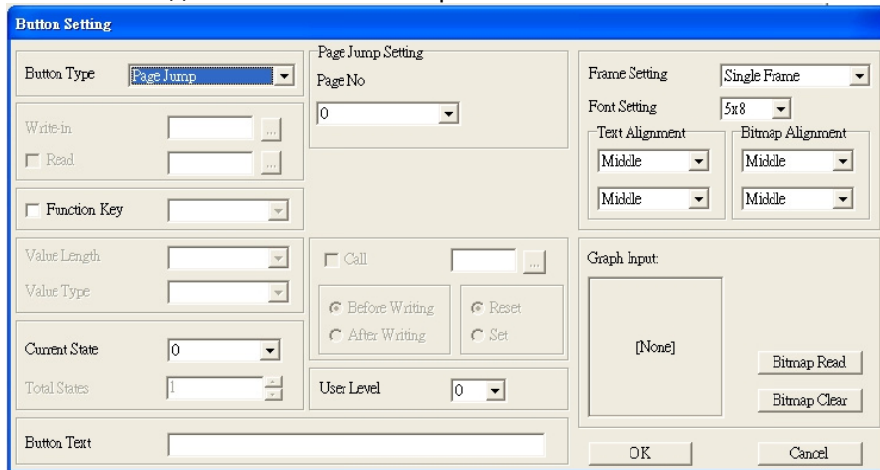 Button Setting
Button Type Page Jump
Write-in ...
Read ...
Function Key
Value Length
Value Type
Current State 0
Total States 1
Button Text
Page Jump Setting
Page No
0
Call ...
Before Writing Reset
After Writing Set
User Level 0
Frame Setting Single Frame
Font Setting 5x8
Text Alignment Bitmap Alignment
Middle Middle
Middle Middle
Graph Input:
[None]
Bitmap Read
Bitmap Clear
OK Cancel